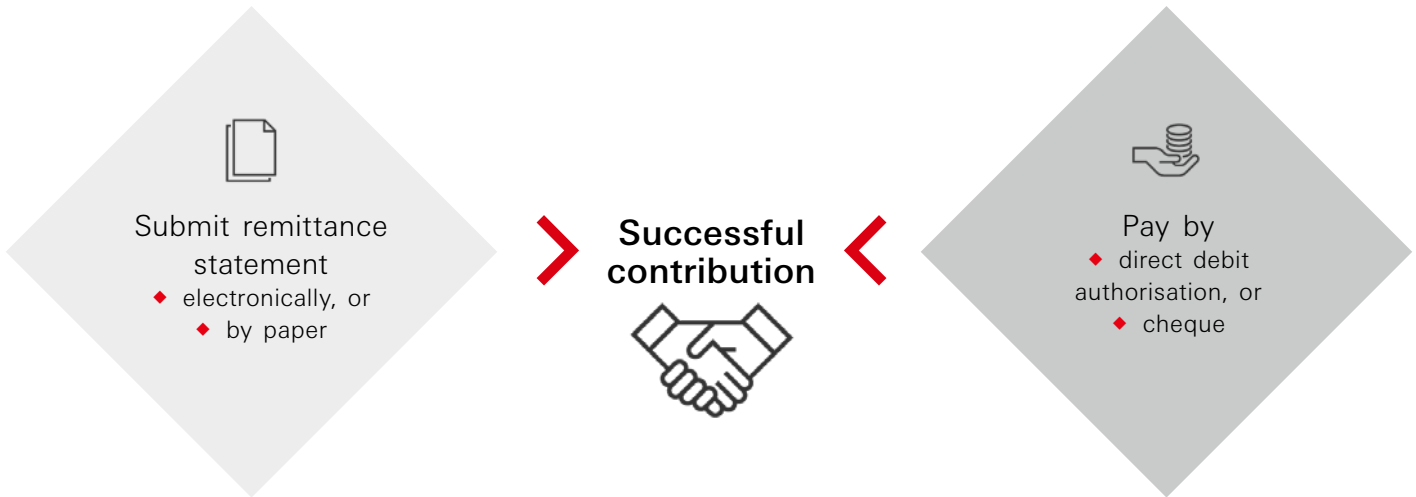 Submit remittance
statement
◆ electronically, or
◆ by paper
Successful
contribution
Pay by
◆ direct debit
authorisation, or
◆ cheque